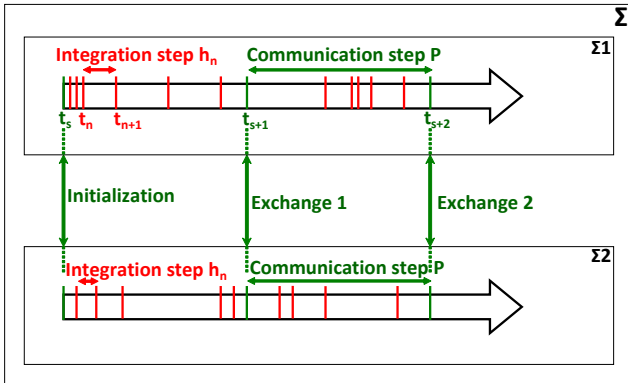 Σ
Σ1
Integration step hn
Communication step P
ts
tn
tn+1
ts+1
ts+2
Initialization
Exchange 1
Exchange 2
Σ2
Integration step hn
Communication step P